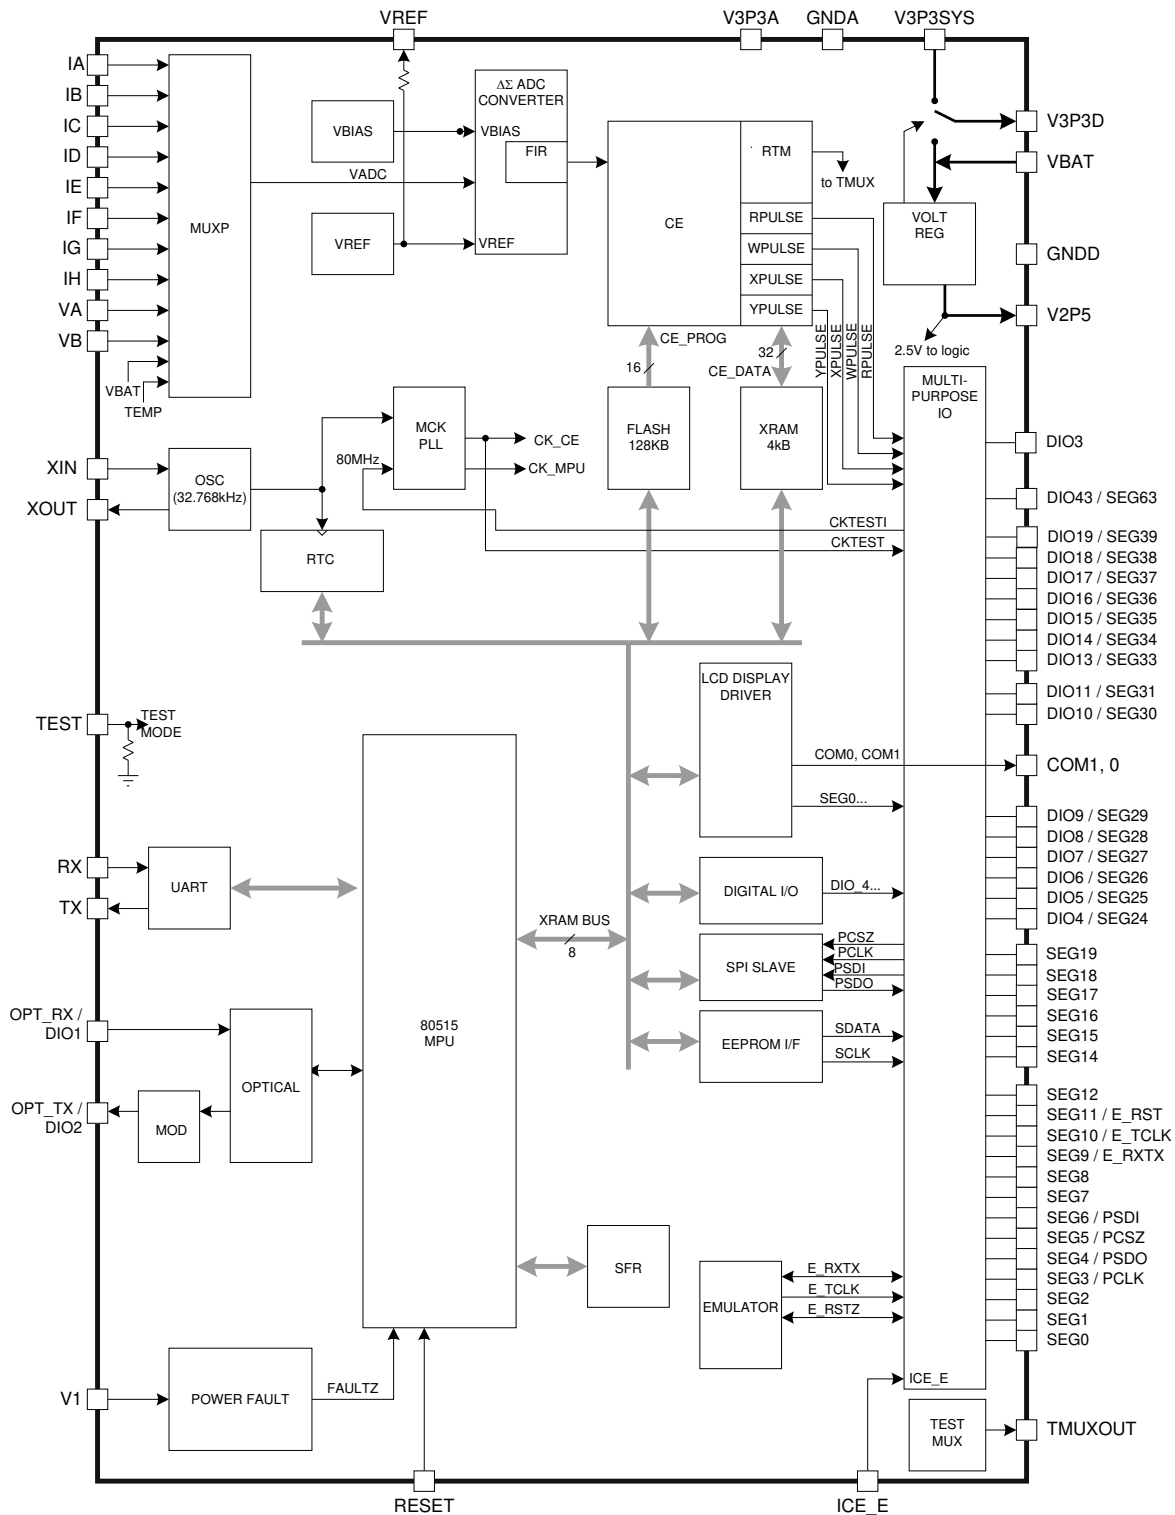 VREF
V3P3A
GNDA
V3P3SYS
IA
IB
IC
ID
IE
IF
IG
IH
VA
VB
VBAT
TEMP
MUXP
VBIAS
VREF
VADC
ΔΣ ADC
CONVERTER
VBIAS
FIR
VREF
CE
RTM
to TMUX
RPULSE
WPULSE
XPULSE
YPULSE
YPULSE
XPULSE
WPULSE
RPULSE
V3P3D
VBAT
VOLT
REG
GNDD
V2P5
2.5V to logic
CE_PROG
16
32
CE_DATA
FLASH
128KB
XRAM
4kB
MULTI-
PURPOSE
IO
DIO3
XIN
XOUT
OSC
(32.768kHz)
MCK
PLL
80MHz
CK_CE
CK_MPU
CKTESTI
CKTEST
RTC
DIO43 / SEG63
DIO19 / SEG39
DIO18 / SEG38
DIO17 / SEG37
DIO16 / SEG36
DIO15 / SEG35
DIO14 / SEG34
DIO13 / SEG33
DIO11 / SEG31
DIO10 / SEG30
TEST
TEST
MODE
LCD DISPLAY
DRIVER
COM0, COM1
SEG0...
COM1, 0
DIO9 / SEG29
DIO8 / SEG28
DIO7 / SEG27
DIO6 / SEG26
DIO5 / SEG25
DIO4 / SEG24
RX
TX
UART
DIGITAL I/O
DIO_4...
XRAM BUS
8
SPI SLAVE
PCSZ
PCLK
PSDI
PSDO
SEG19
SEG18
SEG17
SEG16
SEG15
SEG14
OPT_RX /
DIO1
OPTICAL
80515
MPU
EEPROM I/F
SDATA
SCLK
OPT_TX /
DIO2
MOD
SEG12
SEG11 / E_RST
SEG10 / E_TCLK
SEG9 / E_RXTX
SEG8
SEG7
SEG6 / PSDI
SEG5 / PCSZ
SEG4 / PSDO
SEG3 / PCLK
SEG2
SEG1
SEG0
SFR
EMULATOR
E_RXTX
E_TCLK
E_RSTZ
V1
POWER FAULT
FAULTZ
ICE_E
TEST
MUX
TMUXOUT
RESET
ICE_E